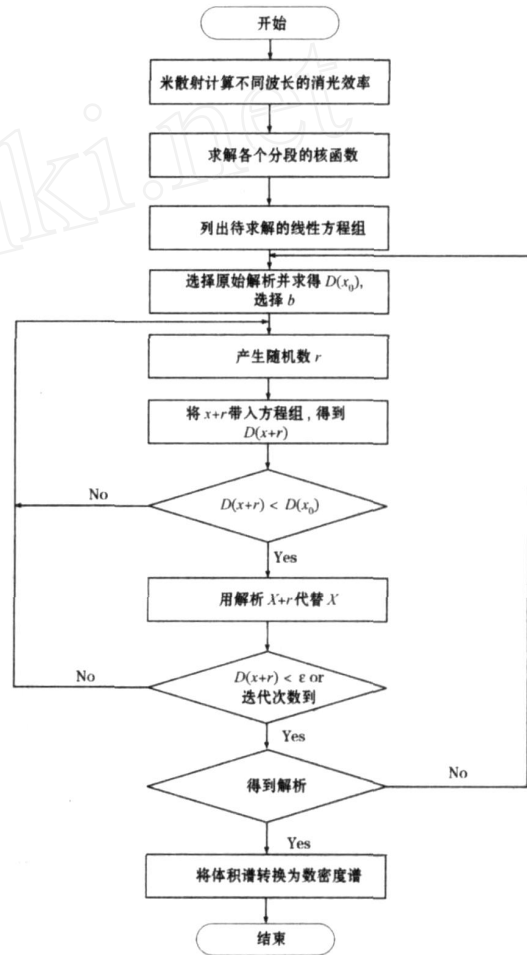 开始
米散射计算不同波长的消光效率
求解各个分段的核函数
列出待求解的线性方程组
选择原始解析并求得 D(x₀),
选择 b
产生随机数 r
将 x+r 带入方程组，得到
D(x+r)
No
D(x+r) < D(x₀)
Yes
用解析 X+r 代替 X
No
D(x+r) < ε or
迭代次数到
Yes
得到解析
No
Yes
将体积谱转换为数密度谱
结束
nki.net